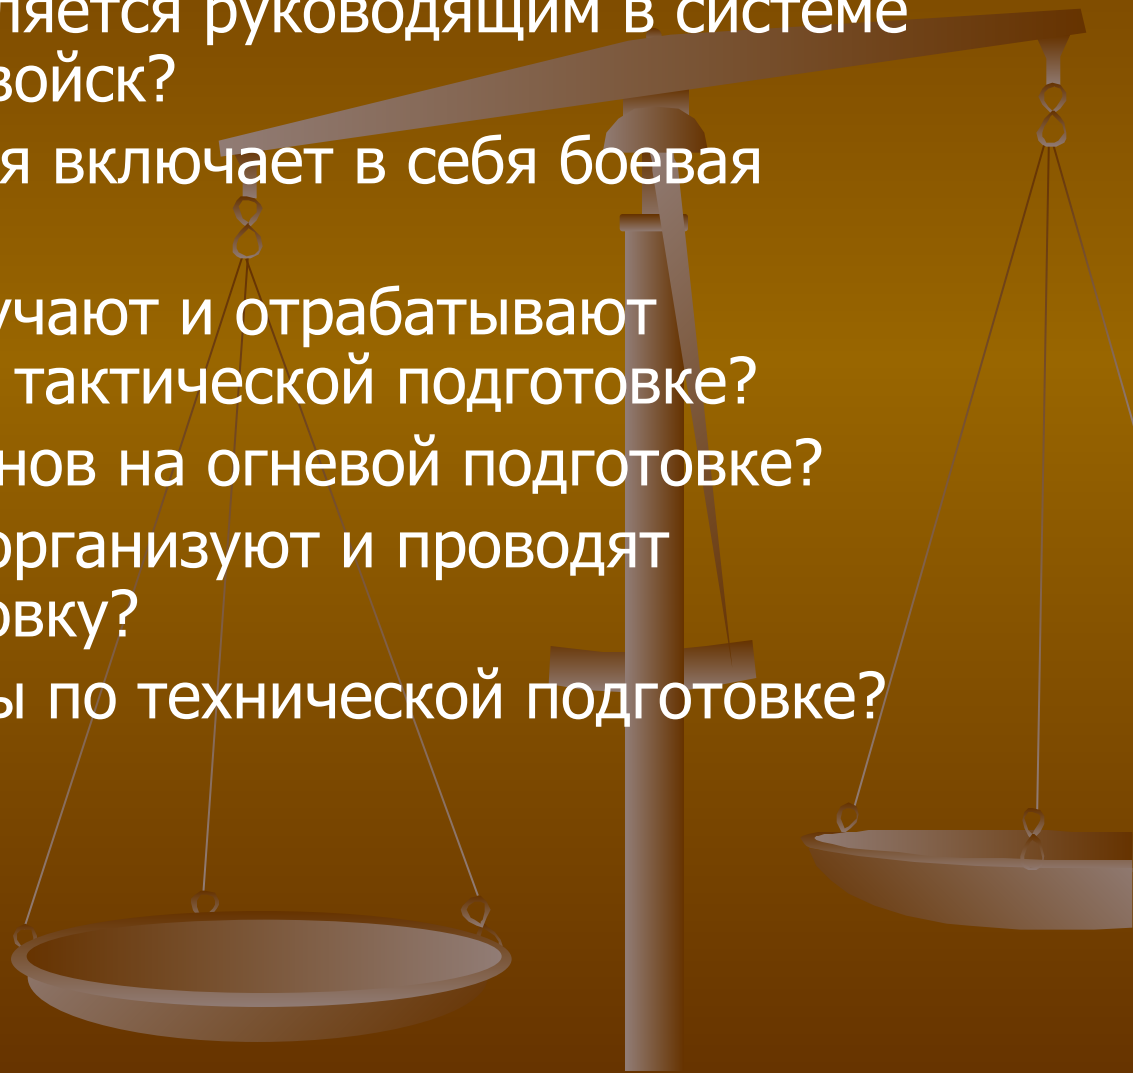 ляется руководящим в системе
войск?
я включает в себя боевая
учают и отрабатывают
тактической подготовке?
нов на огневой подготовке?
организуют и проводят
овку?
ы по технической подготовке?